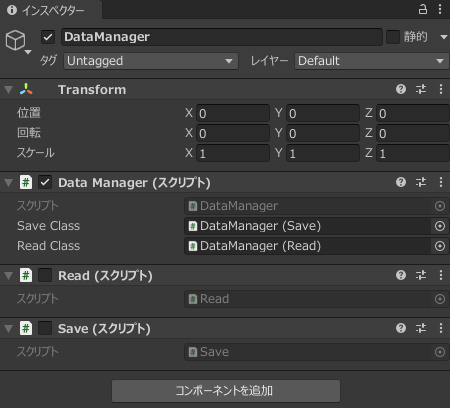 インスペクター
DataManager 静的
タグ Untagged レイヤー Default
Transform
位置 X 0 Y 0 Z 0
回転 X 0 Y 0 Z 0
スケール X 1 Y 1 Z 1
# Data Manager (スクリプト)
スクリプト # DataManager
Save Class # DataManager (Save)
Read Class # DataManager (Read)
# Read (スクリプト)
スクリプト # Read
# Save (スクリプト)
スクリプト # Save
コンポーネントを追加